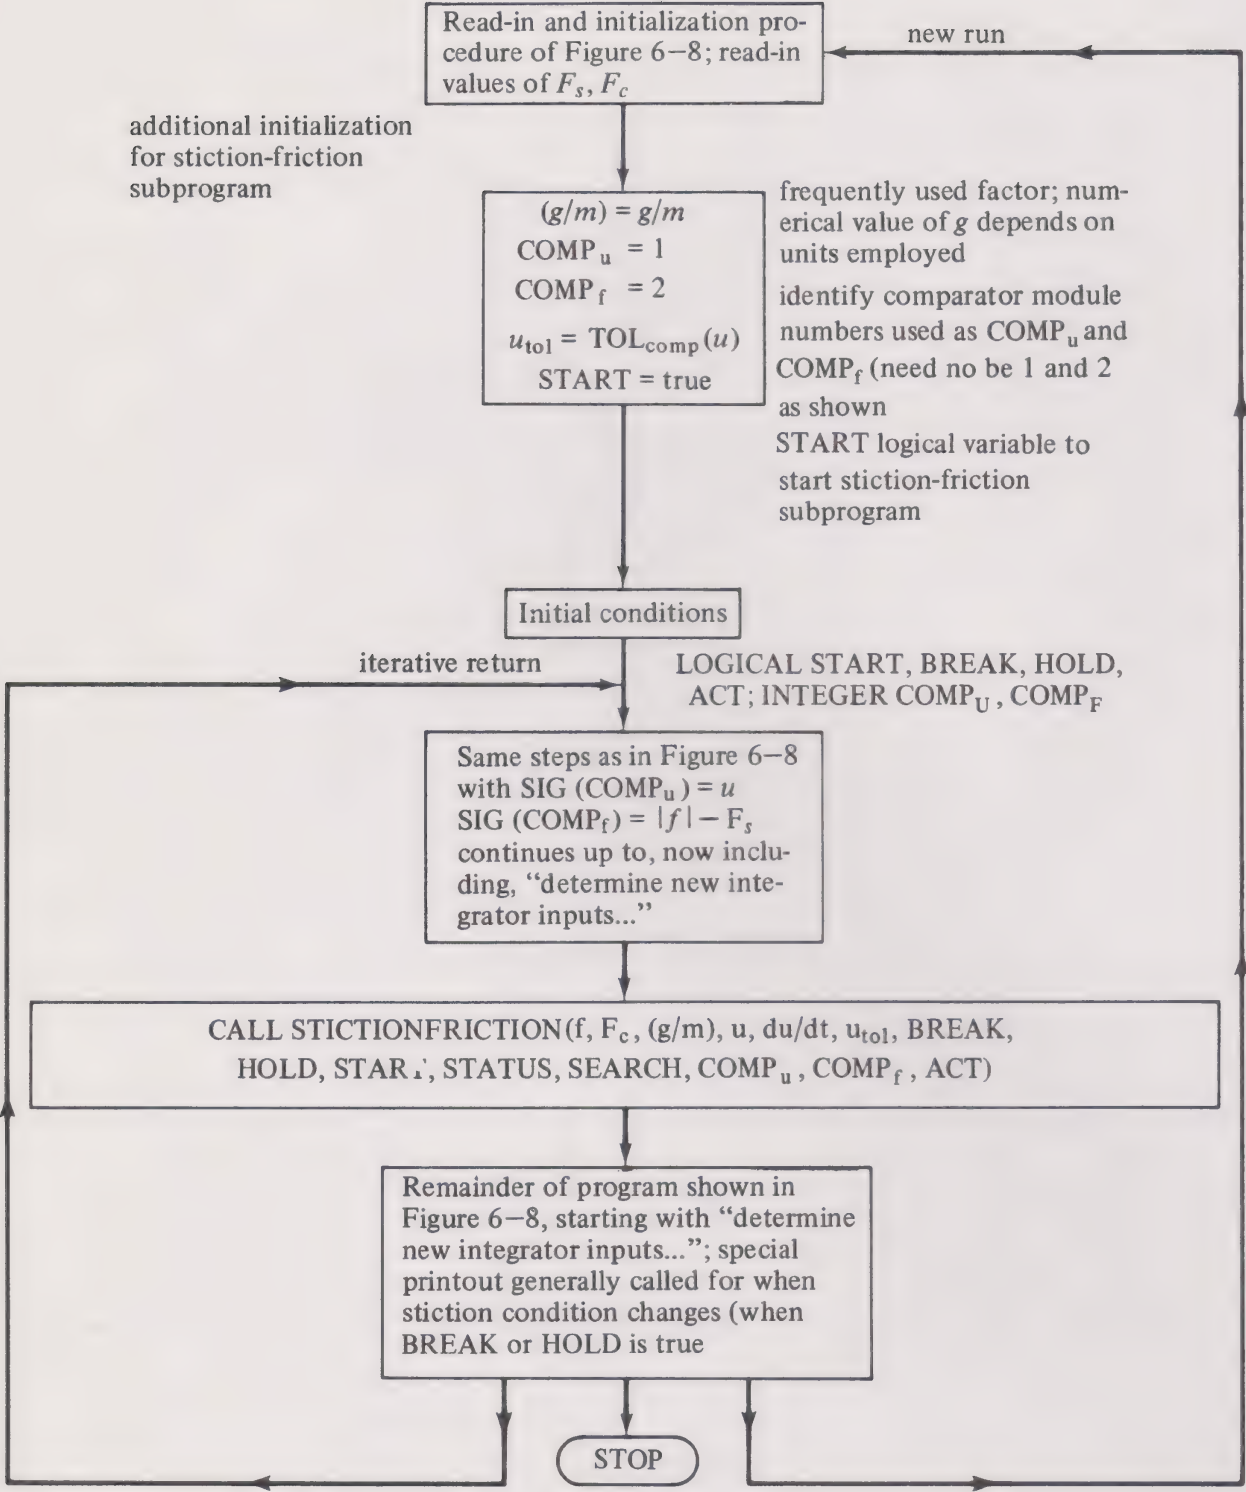 Read-in and initialization pro-
cedure of Figure 6–8; read-in
values of Fs, Fc
new run
additional initialization
for stiction-friction
subprogram
(g/m) = g/m
COMPu = 1
COMPf = 2
utol = TOLcomp(u)
START = true
frequently used factor; num-
erical value of g depends on
units employed
identify comparator module
numbers used as COMPu and
COMPf (need no be 1 and 2
as shown
START logical variable to
start stiction-friction
subprogram
Initial conditions
iterative return
LOGICAL START, BREAK, HOLD,
ACT; INTEGER COMPU, COMPF
Same steps as in Figure 6–8
with SIG (COMPu) = u
SIG (COMPf) = |f| – Fs
continues up to, now inclu-
ding, “determine new inte-
grator inputs...”
CALL STICTIONFRICTION(f, Fc, (g/m), u, du/dt, utol, BREAK,
HOLD, START, STATUS, SEARCH, COMPu, COMPf, ACT)
Remainder of program shown in
Figure 6–8, starting with “determine
new integrator inputs...”; special
printout generally called for when
stiction condition changes (when
BREAK or HOLD is true
STOP